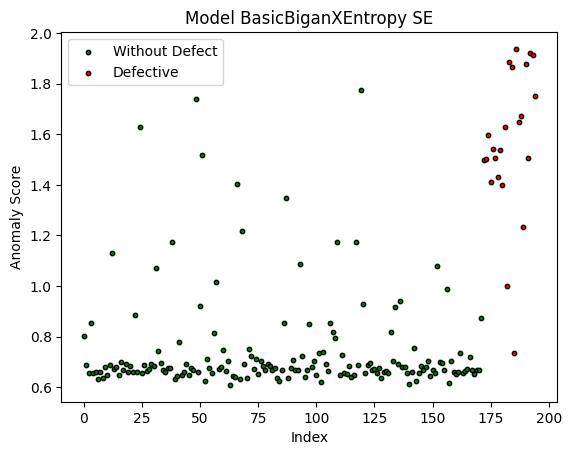 Model BasicBiganXEntropy SE
Without Defect
Defective
Anomaly Score
2.0
1.8
1.6
1.4
1.2
1.0
0.8
0.6
0 25 50 75 100 125 150 175 200
Index